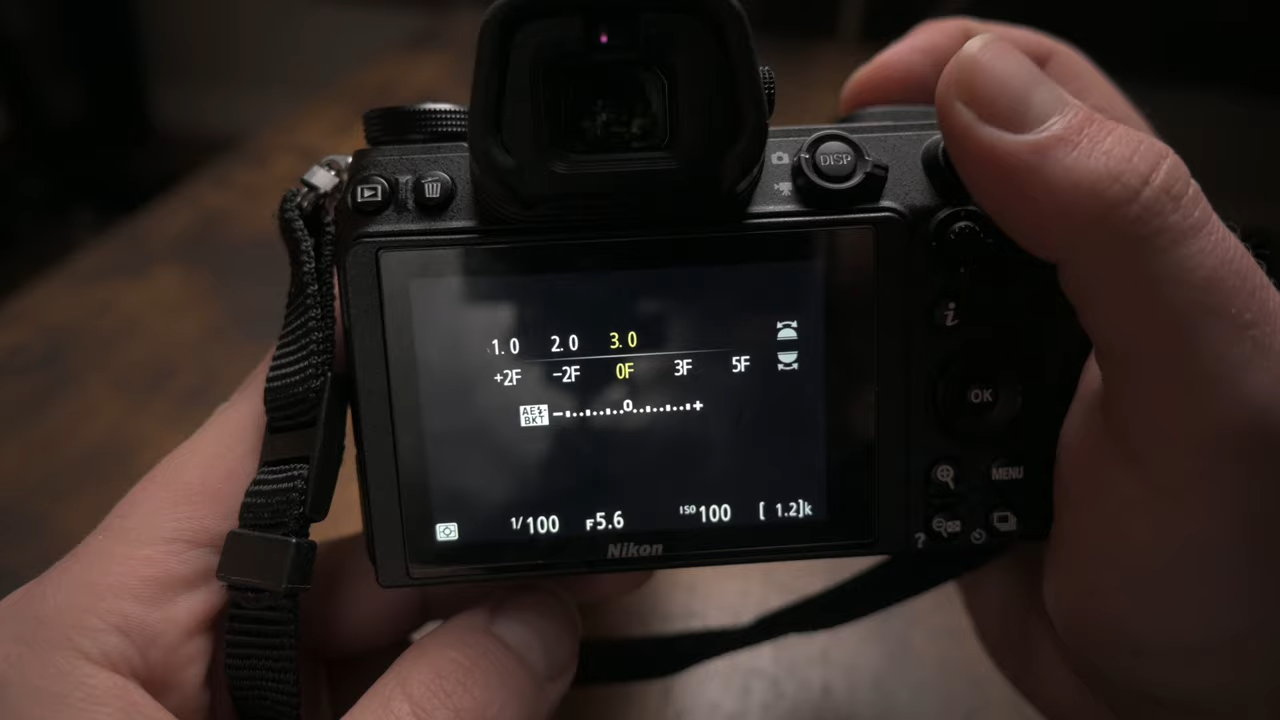 DISP
i
1.0 2.0 3.0
+2F -2F 0F 3F 5F
AE BKT
- 0 +
OK
MENU
1/100 F5.6 ISO 100 [ 1.2]k
?
Nikon